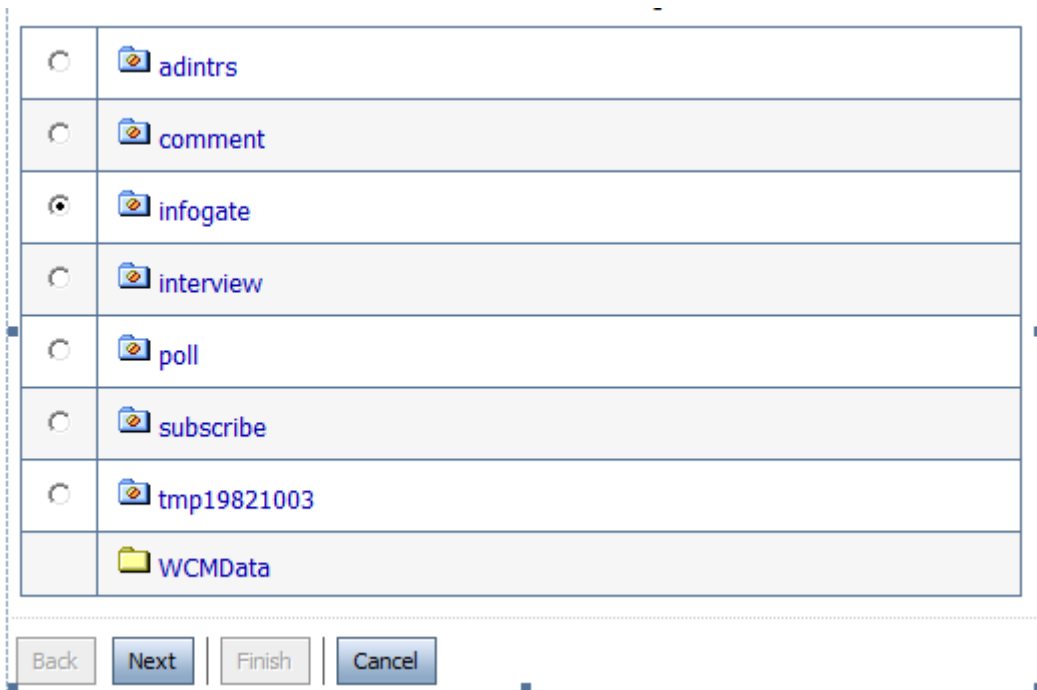 adintrs
comment
infogate
interview
poll
subscribe
tmp19821003
WCMData
Back Next Finish Cancel